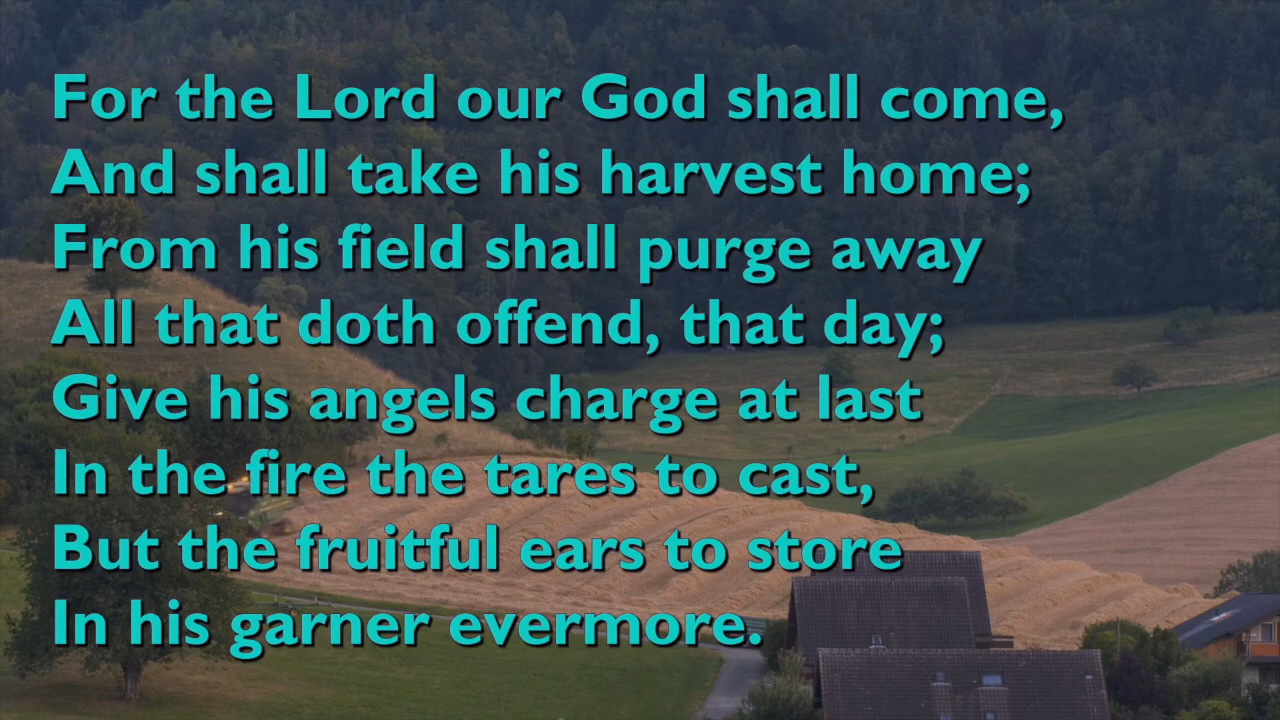 For the Lord our God shall come,
And shall take his harvest home;
From his field shall purge away
All that doth offend, that day;
Give his angels charge at last
In the fire the tares to cast,
But the fruitful ears to store
In his garner evermore.